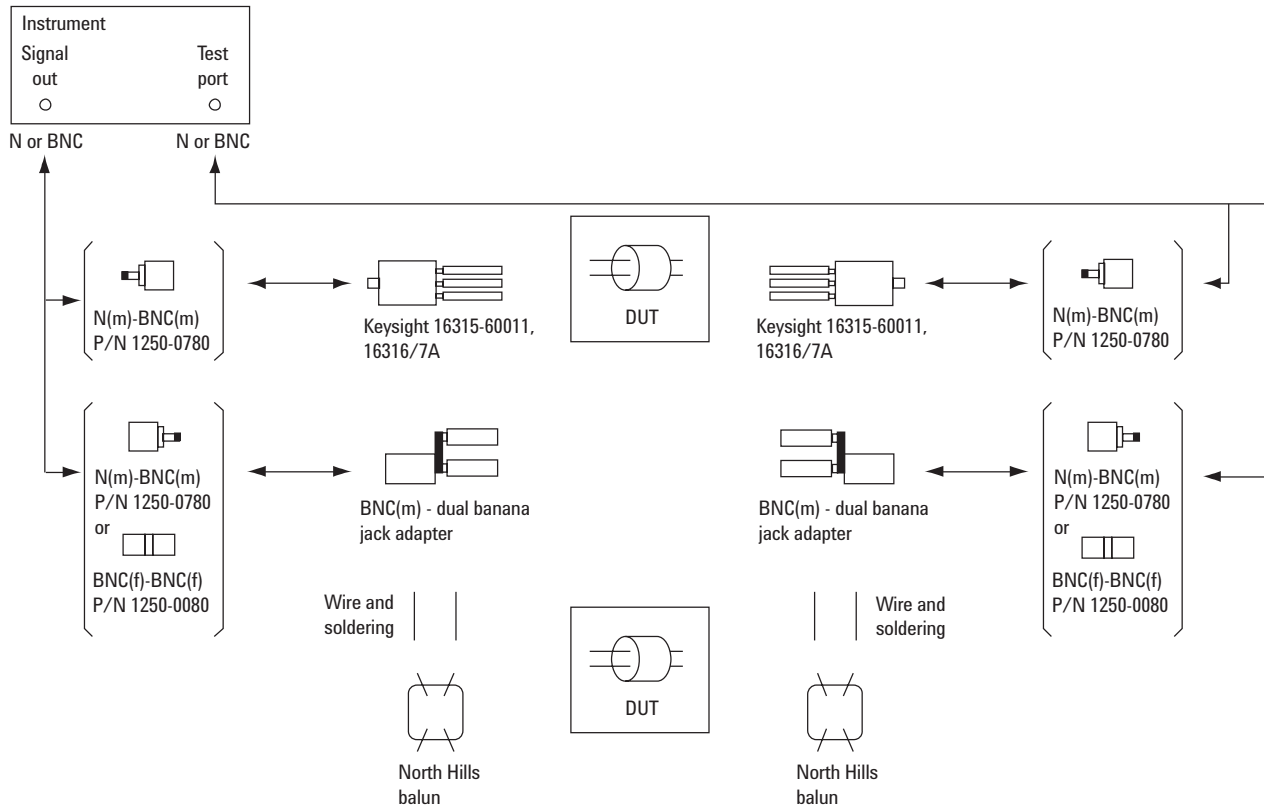 Instrument
Signal
out
Test
port
N or BNC
N or BNC
N(m)-BNC(m)
P/N 1250-0780
Keysight 16315-60011,
16316/7A
DUT
Keysight 16315-60011,
16316/7A
N(m)-BNC(m)
P/N 1250-0780
N(m)-BNC(m)
P/N 1250-0780
or
BNC(f)-BNC(f)
P/N 1250-0080
BNC(m) - dual banana
jack adapter
BNC(m) - dual banana
jack adapter
N(m)-BNC(m)
P/N 1250-0780
or
BNC(f)-BNC(f)
P/N 1250-0080
Wire and
soldering
Wire and
soldering
DUT
North Hills
balun
North Hills
balun